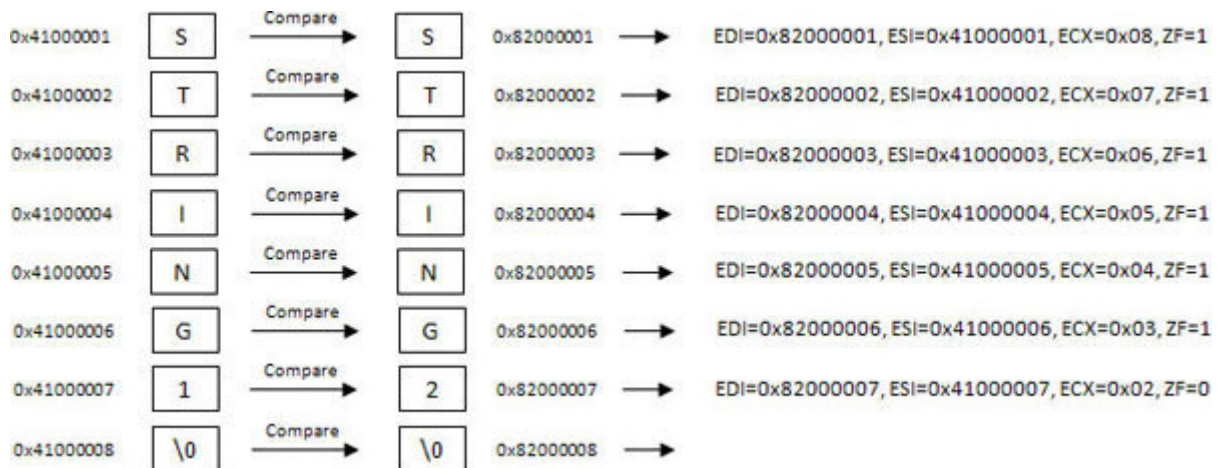 Compare
0x41000001 S S 0x82000001 EDI=0x82000001, ESI=0x41000001, ECX=0x08, ZF=1
Compare
0x41000002 T T 0x82000002 EDI=0x82000002, ESI=0x41000002, ECX=0x07, ZF=1
Compare
0x41000003 R R 0x82000003 EDI=0x82000003, ESI=0x41000003, ECX=0x06, ZF=1
Compare
0x41000004 I I 0x82000004 EDI=0x82000004, ESI=0x41000004, ECX=0x05, ZF=1
Compare
0x41000005 N N 0x82000005 EDI=0x82000005, ESI=0x41000005, ECX=0x04, ZF=1
Compare
0x41000006 G G 0x82000006 EDI=0x82000006, ESI=0x41000006, ECX=0x03, ZF=1
Compare
0x41000007 1 2 0x82000007 EDI=0x82000007, ESI=0x41000007, ECX=0x02, ZF=0
Compare
0x41000008 \0 \0 0x82000008